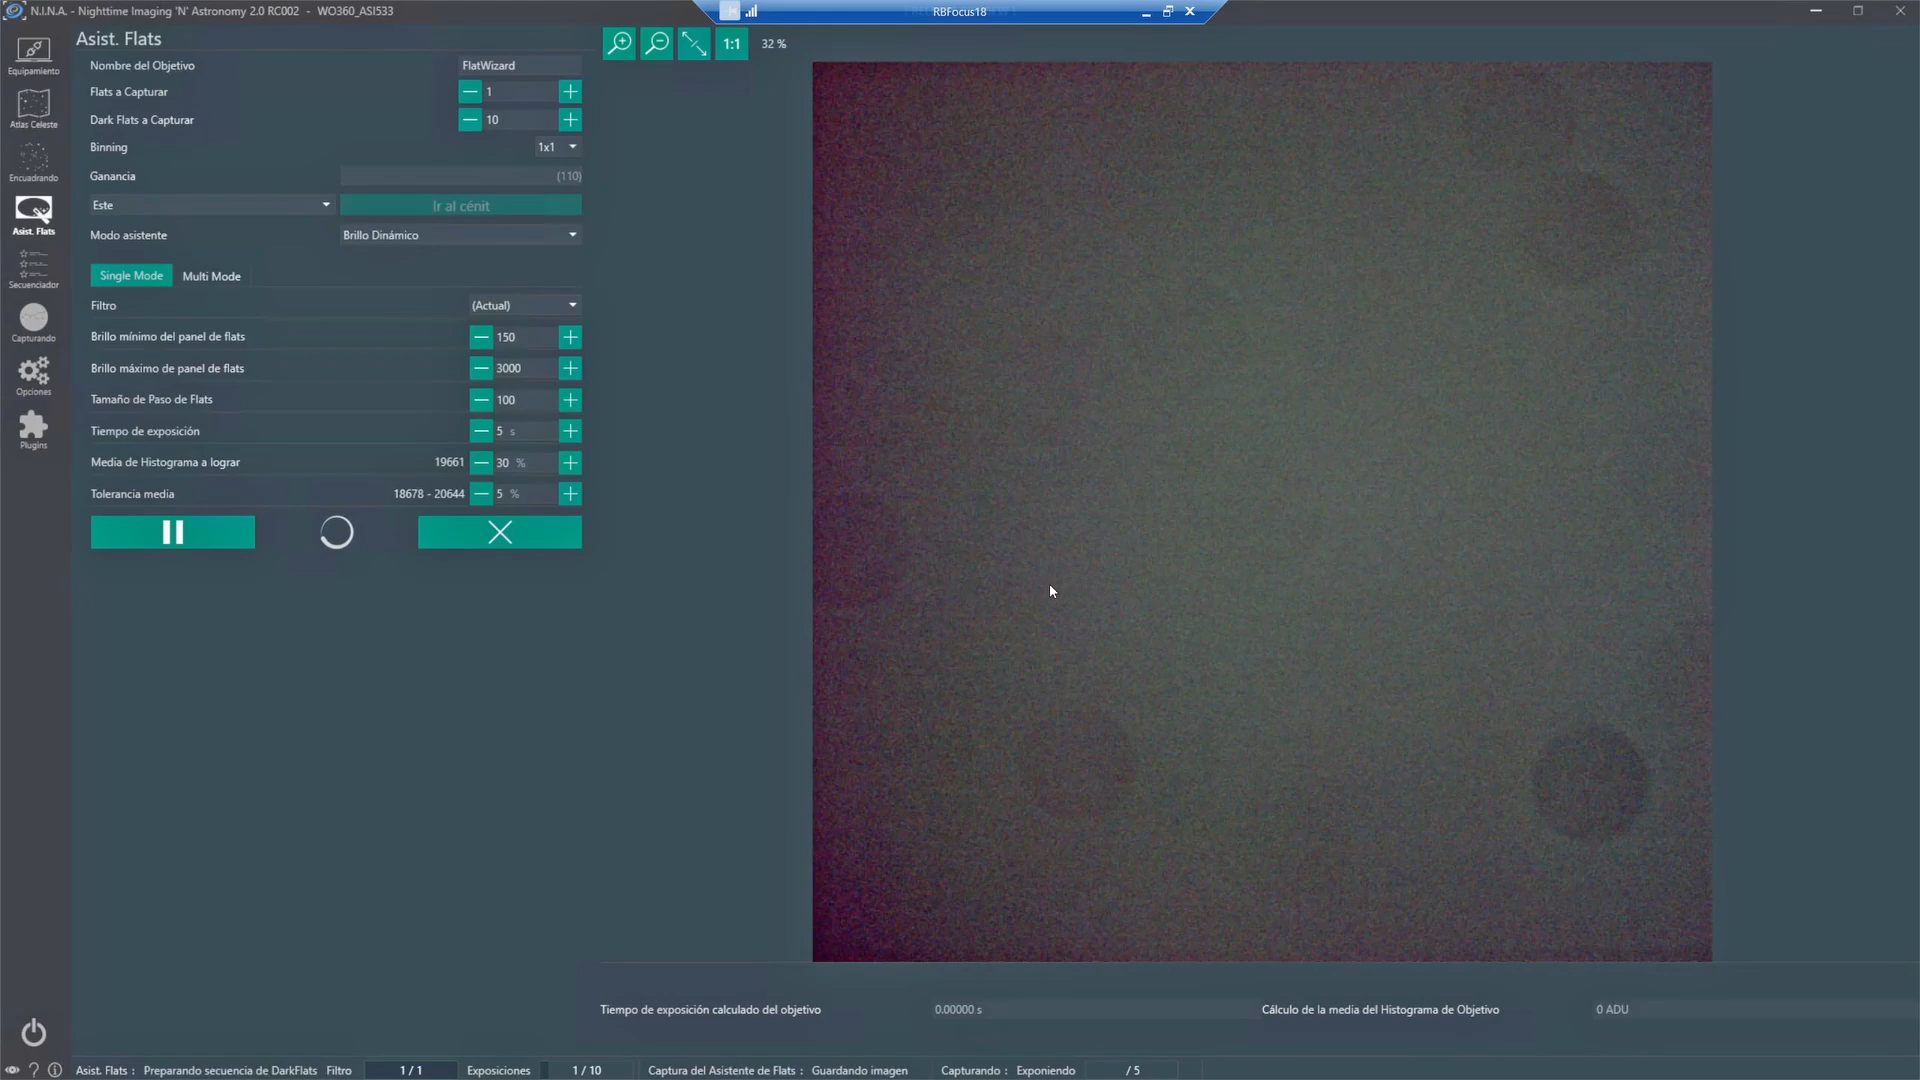 N.I.N.A. - Nighttime Imaging 'N' Astronomy 2.0 RC002 - WO360_ASI533
RBFocus18
Equipamiento
Atlas Celeste
Encuadrando
Asist. Flats
Secuenciador
Capturando
Opciones
Plugins
Asist. Flats
Nombre del Objetivo FlatWizard
Flats a Capturar 1
Dark Flats a Capturar 10
Binning 1x1
Ganancia (110)
Este Ir al cénit
Modo asistente Brillo Dinámico
Single Mode Multi Mode
Filtro (Actual)
Brillo mínimo del panel de flats 150
Brillo máximo de panel de flats 3000
Tamaño de Paso de Flats 100
Tiempo de exposición 5 s
Media de Histograma a lograr 19661 30 %
Tolerancia media 18678 - 20644 5 %
1:1 32 %
Tiempo de exposición calculado del objetivo 0.00000 s Cálculo de la media del Histograma de Objetivo 0 ADU
Asist. Flats : Preparando secuencia de DarkFlats Filtro 1 / 1 Exposiciones 1 / 10 Captura del Asistente de Flats : Guardando imagen Capturando : Exponiendo / 5